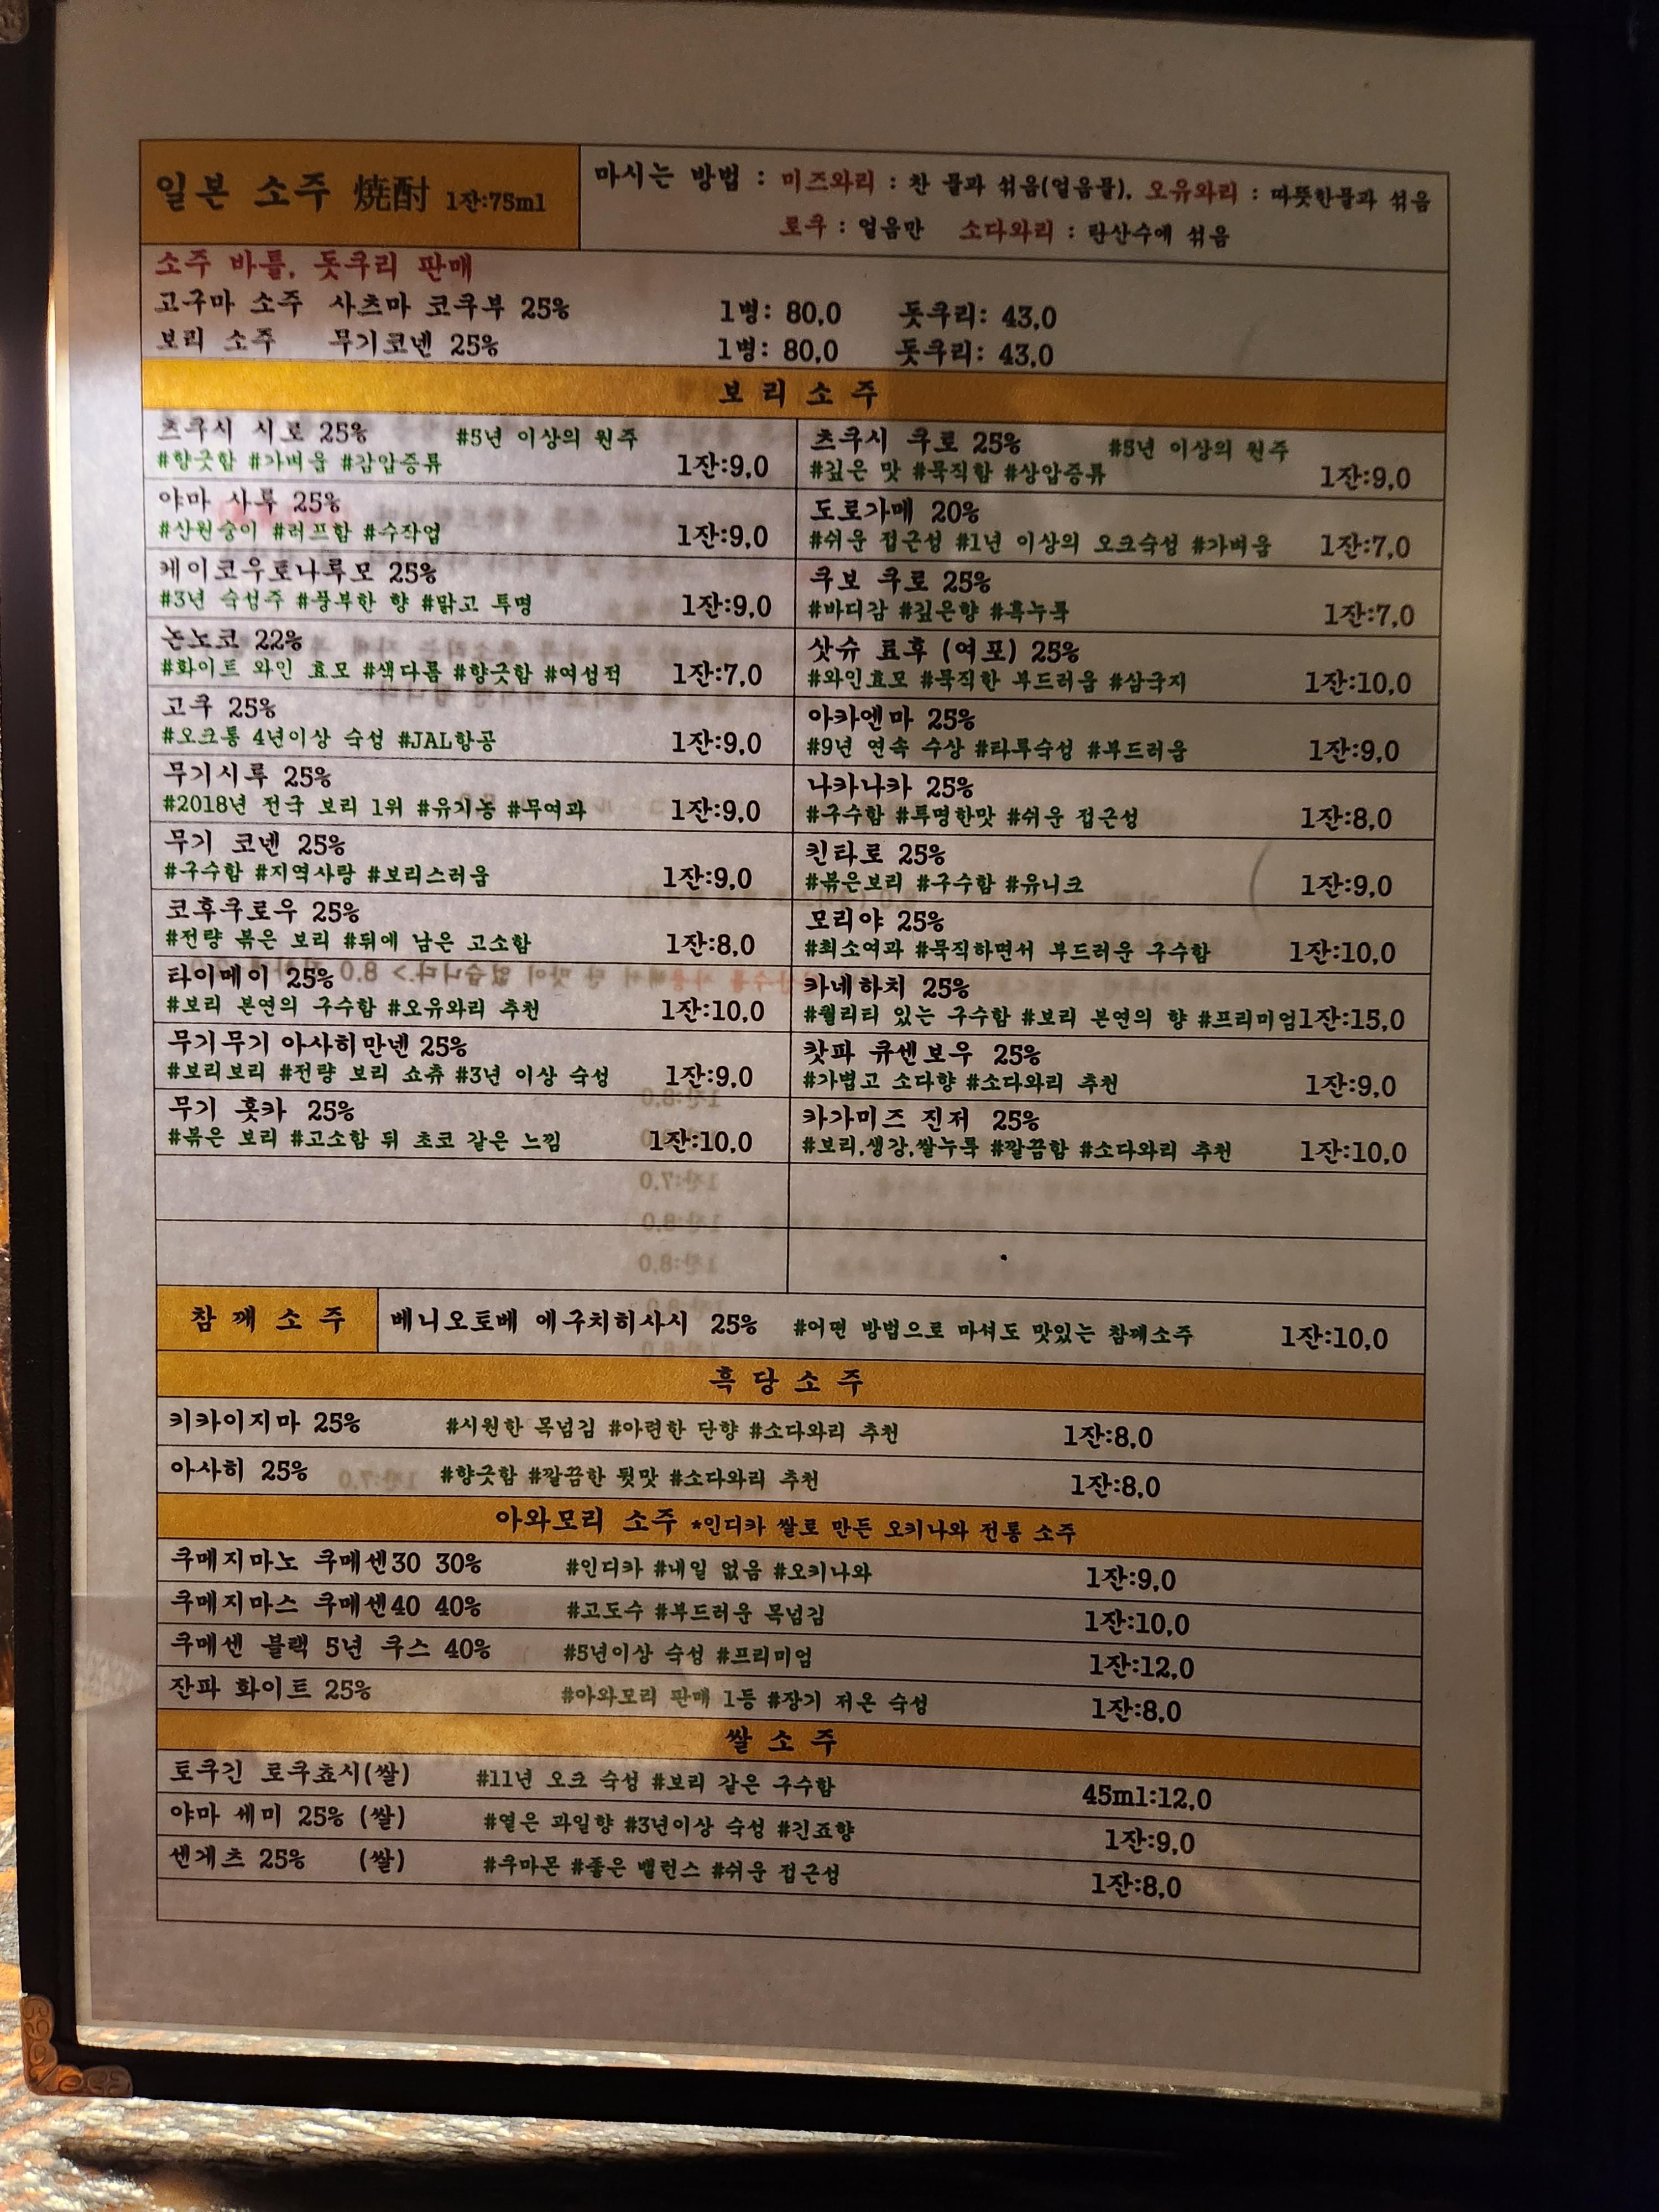 일본 소주 焼酎 1잔:75ml
마시는 방법 : 미즈와리 : 찬 물과 섞음(얼음물), 오유와리 : 따뜻한물과 섞음
로쿠 : 얼음만 소다와리 : 탄산수에 섞음
소주 바틀, 돗쿠리 판매
고구마 소주 사츠마 코쿠부 25% 1병: 80,0 돗쿠리: 43,0
보리 소주 무기코넨 25% 1병: 80,0 돗쿠리: 43,0
보 리 소 주
츠쿠시 시로 25% #5년 이상의 원주
#향긋함 #가벼움 #감압증류 1잔:9,0
츠쿠시 쿠로 25% #5년 이상의 원주
#깊은 맛 #묵직함 #상압증류 1잔:9,0
야마 사루 25%
#산원숭이 #러프함 #수작업 1잔:9,0
도로가메 20%
#쉬운 접근성 #1년 이상의 오크숙성 #가벼움 1잔:7,0
케이코우토나루모 25%
#3년 숙성주 #풍부한 향 #맑고 투명 1잔:9,0
쿠보 쿠로 25%
#바디감 #깊은향 #흑누룩 1잔:7,0
논노코 22%
#화이트 와인 효모 #색다름 #향긋함 #여성적 1잔:7,0
삿슈 료후 (여포) 25%
#와인효모 #묵직한 부드러움 #삼국지 1잔:10,0
고쿠 25%
#오크통 4년이상 숙성 #JAL항공 1잔:9,0
아카엔마 25%
#9년 연속 수상 #타루숙성 #부드러움 1잔:9,0
무기시루 25%
#2018년 전국 보리 1위 #유기농 #무여과 1잔:9,0
나카나카 25%
#구수함 #투명한맛 #쉬운 접근성 1잔:8,0
무기 코넨 25%
#구수함 #지역사랑 #보리스러움 1잔:9,0
킨타로 25%
#볶은보리 #구수함 #유니크 1잔:9,0
코후쿠로우 25%
#전량 볶은 보리 #뒤에 남은 고소함 1잔:8,0
모리야 25%
#최소여과 #묵직하면서 부드러운 구수함 1잔:10,0
타이메이 25%
#보리 본연의 구수함 #오유와리 추천 1잔:10,0
카네하치 25%
#퀄리티 있는 구수함 #보리 본연의 향 #프리미엄1잔:15,0
무기무기 아사히만넨 25%
#보리보리 #전량 보리 쇼츄 #3년 이상 숙성 1잔:9,0
캇파 큐센보우 25%
#가볍고 소다향 #소다와리 추천 1잔:9,0
무기 홋카 25%
#볶은 보리 #고소함 뒤 초코 같은 느낌 1잔:10,0
카가미즈 진저 25%
#보리,생강,쌀누룩 #깔끔함 #소다와리 추천 1잔:10,0
참 깨 소 주 베니오토베 에구치히사시 25% #어떤 방법으로 마셔도 맛있는 참깨소주 1잔:10,0
흑 당 소 주
키카이지마 25% #시원한 목넘김 #아련한 단향 #소다와리 추천 1잔:8,0
아사히 25% #향긋함 #깔끔한 뒷맛 #소다와리 추천 1잔:8,0
아와모리 소주 *인디카 쌀로 만든 오키나와 전통 소주
쿠메지마노 쿠메센30 30% #인디카 #내일 없음 #오키나와 1잔:9,0
쿠메지마스 쿠메센40 40% #고도수 #부드러운 목넘김 1잔:10,0
쿠메센 블랙 5년 쿠스 40% #5년이상 숙성 #프리미엄 1잔:12,0
잔파 화이트 25% #아와모리 판매 1등 #장기 저온 숙성 1잔:8,0
쌀 소 주
토쿠긴 로쿠쵸시(쌀) #11년 오크 숙성 #보리 같은 구수함 45ml:12,0
야마 세미 25% (쌀) #옅은 과일향 #3년이상 숙성 #긴죠향 1잔:9,0
센게츠 25% (쌀) #쿠마몬 #좋은 밸런스 #쉬운 접근성 1잔:8,0